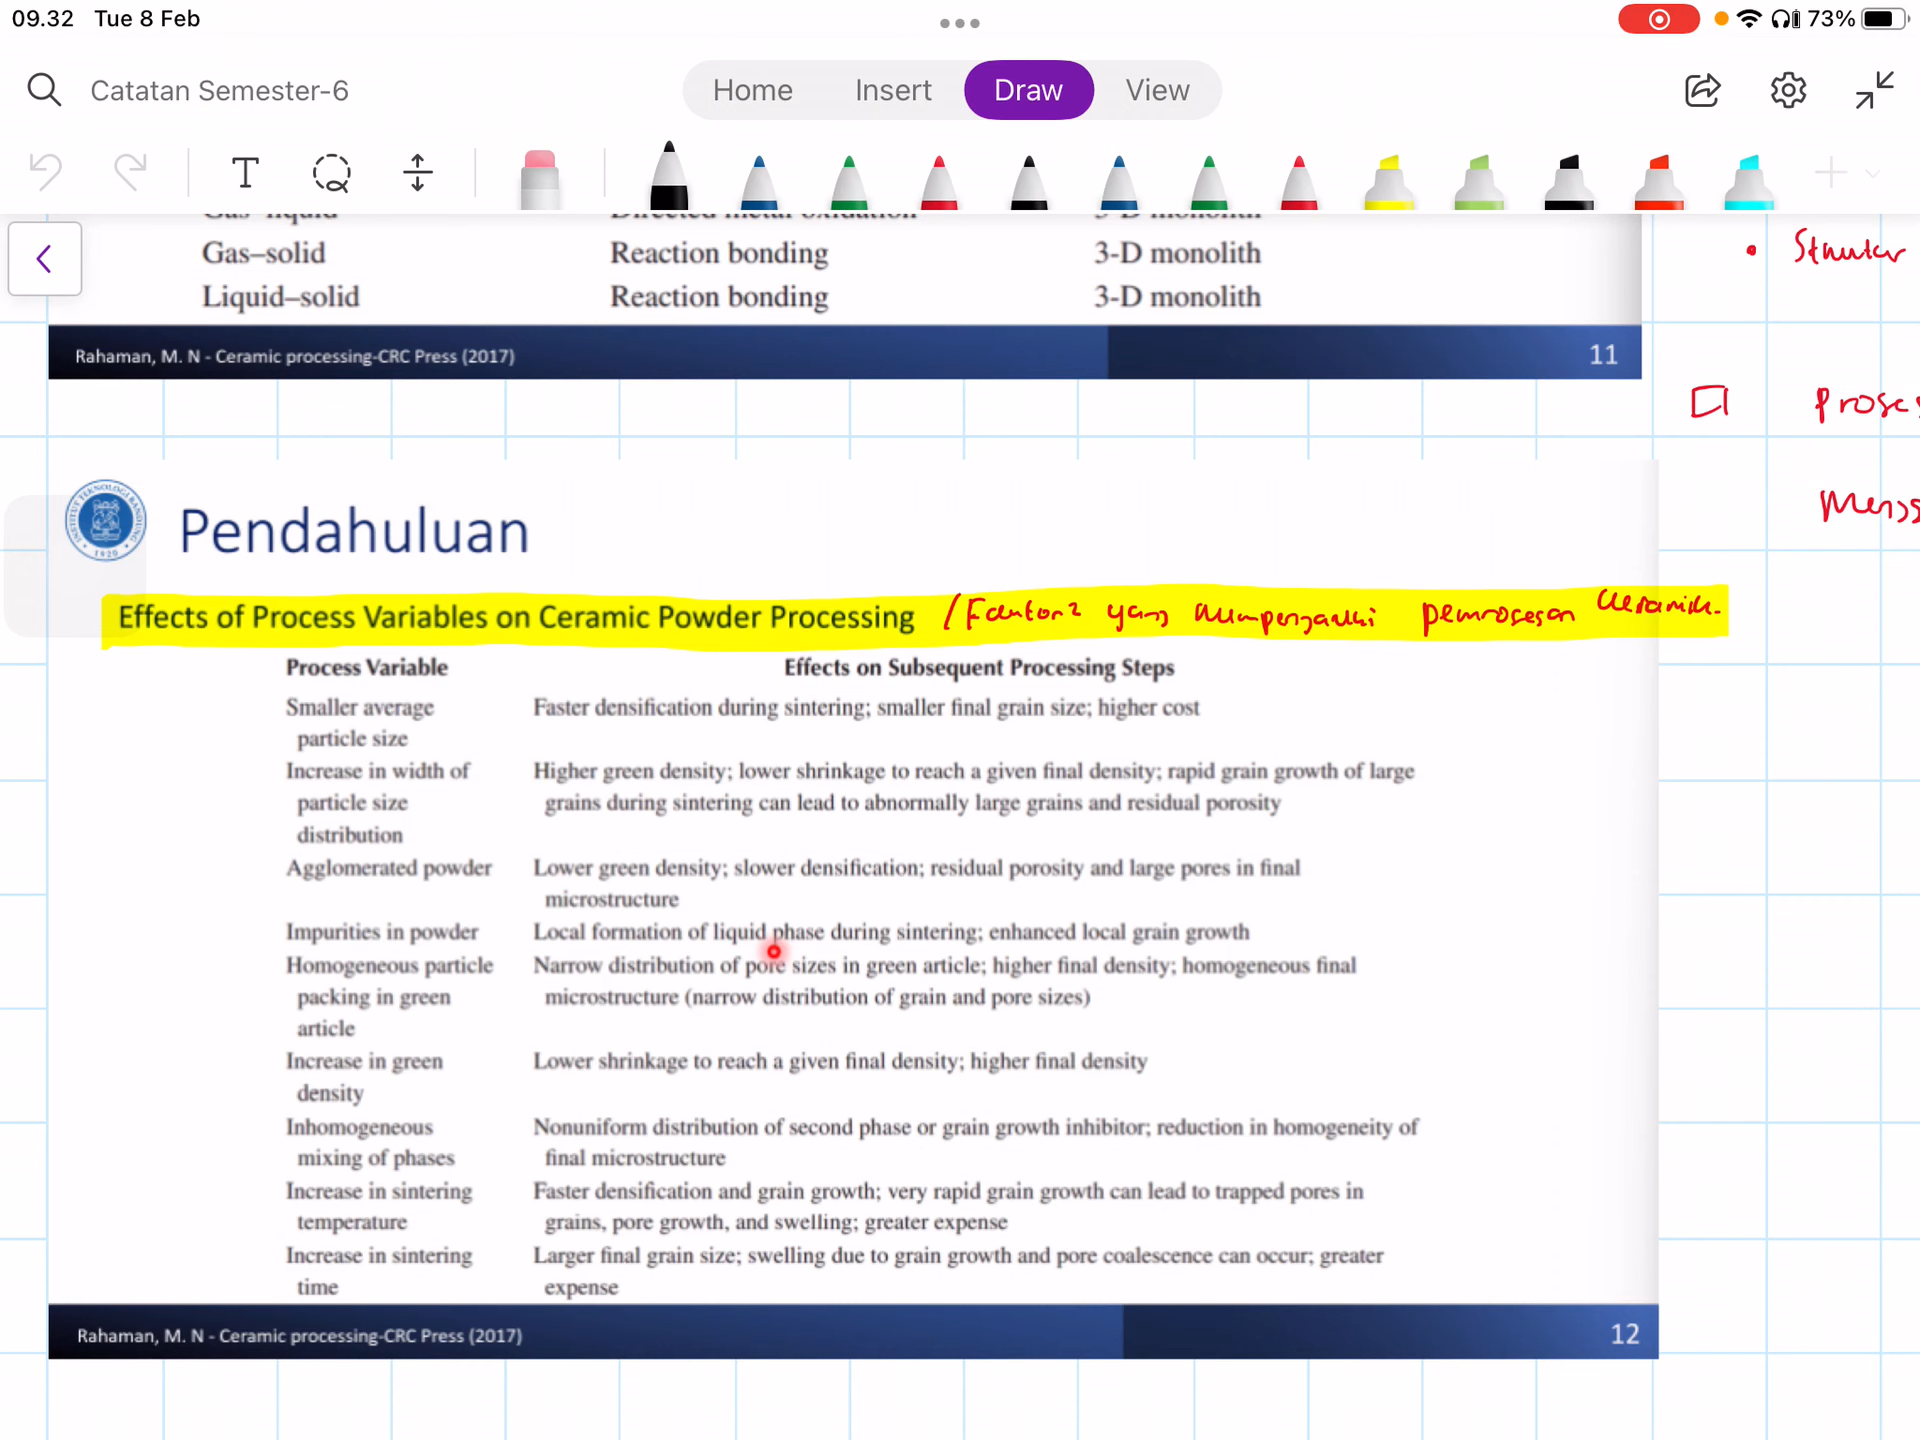 09.32 Tue 8 Feb
73%
Catatan Semester-6
Home Insert Draw View
T
Gas–liquid Directed metal oxidation 3-D monolith
Gas–solid Reaction bonding 3-D monolith
Liquid–solid Reaction bonding 3-D monolith
Rahaman, M. N - Ceramic processing-CRC Press (2017) 11
INSTITUT TEKNOLOGI BANDUNG
1920
Pendahuluan
Effects of Process Variables on Ceramic Powder Processing / Faktor² yang mempengaruhi pemrosesan keramik.
Process Variable Effects on Subsequent Processing Steps
Smaller average Faster densification during sintering; smaller final grain size; higher cost
particle size
Increase in width of Higher green density; lower shrinkage to reach a given final density; rapid grain growth of large
particle size grains during sintering can lead to abnormally large grains and residual porosity
distribution
Agglomerated powder Lower green density; slower densification; residual porosity and large pores in final
microstructure
Impurities in powder Local formation of liquid phase during sintering; enhanced local grain growth
Homogeneous particle Narrow distribution of pore sizes in green article; higher final density; homogeneous final
packing in green microstructure (narrow distribution of grain and pore sizes)
article
Increase in green Lower shrinkage to reach a given final density; higher final density
density
Inhomogeneous Nonuniform distribution of second phase or grain growth inhibitor; reduction in homogeneity of
mixing of phases final microstructure
Increase in sintering Faster densification and grain growth; very rapid grain growth can lead to trapped pores in
temperature grains, pore growth, and swelling; greater expense
Increase in sintering Larger final grain size; swelling due to grain growth and pore coalescence can occur; greater
time expense
Rahaman, M. N - Ceramic processing-CRC Press (2017) 12
Proses